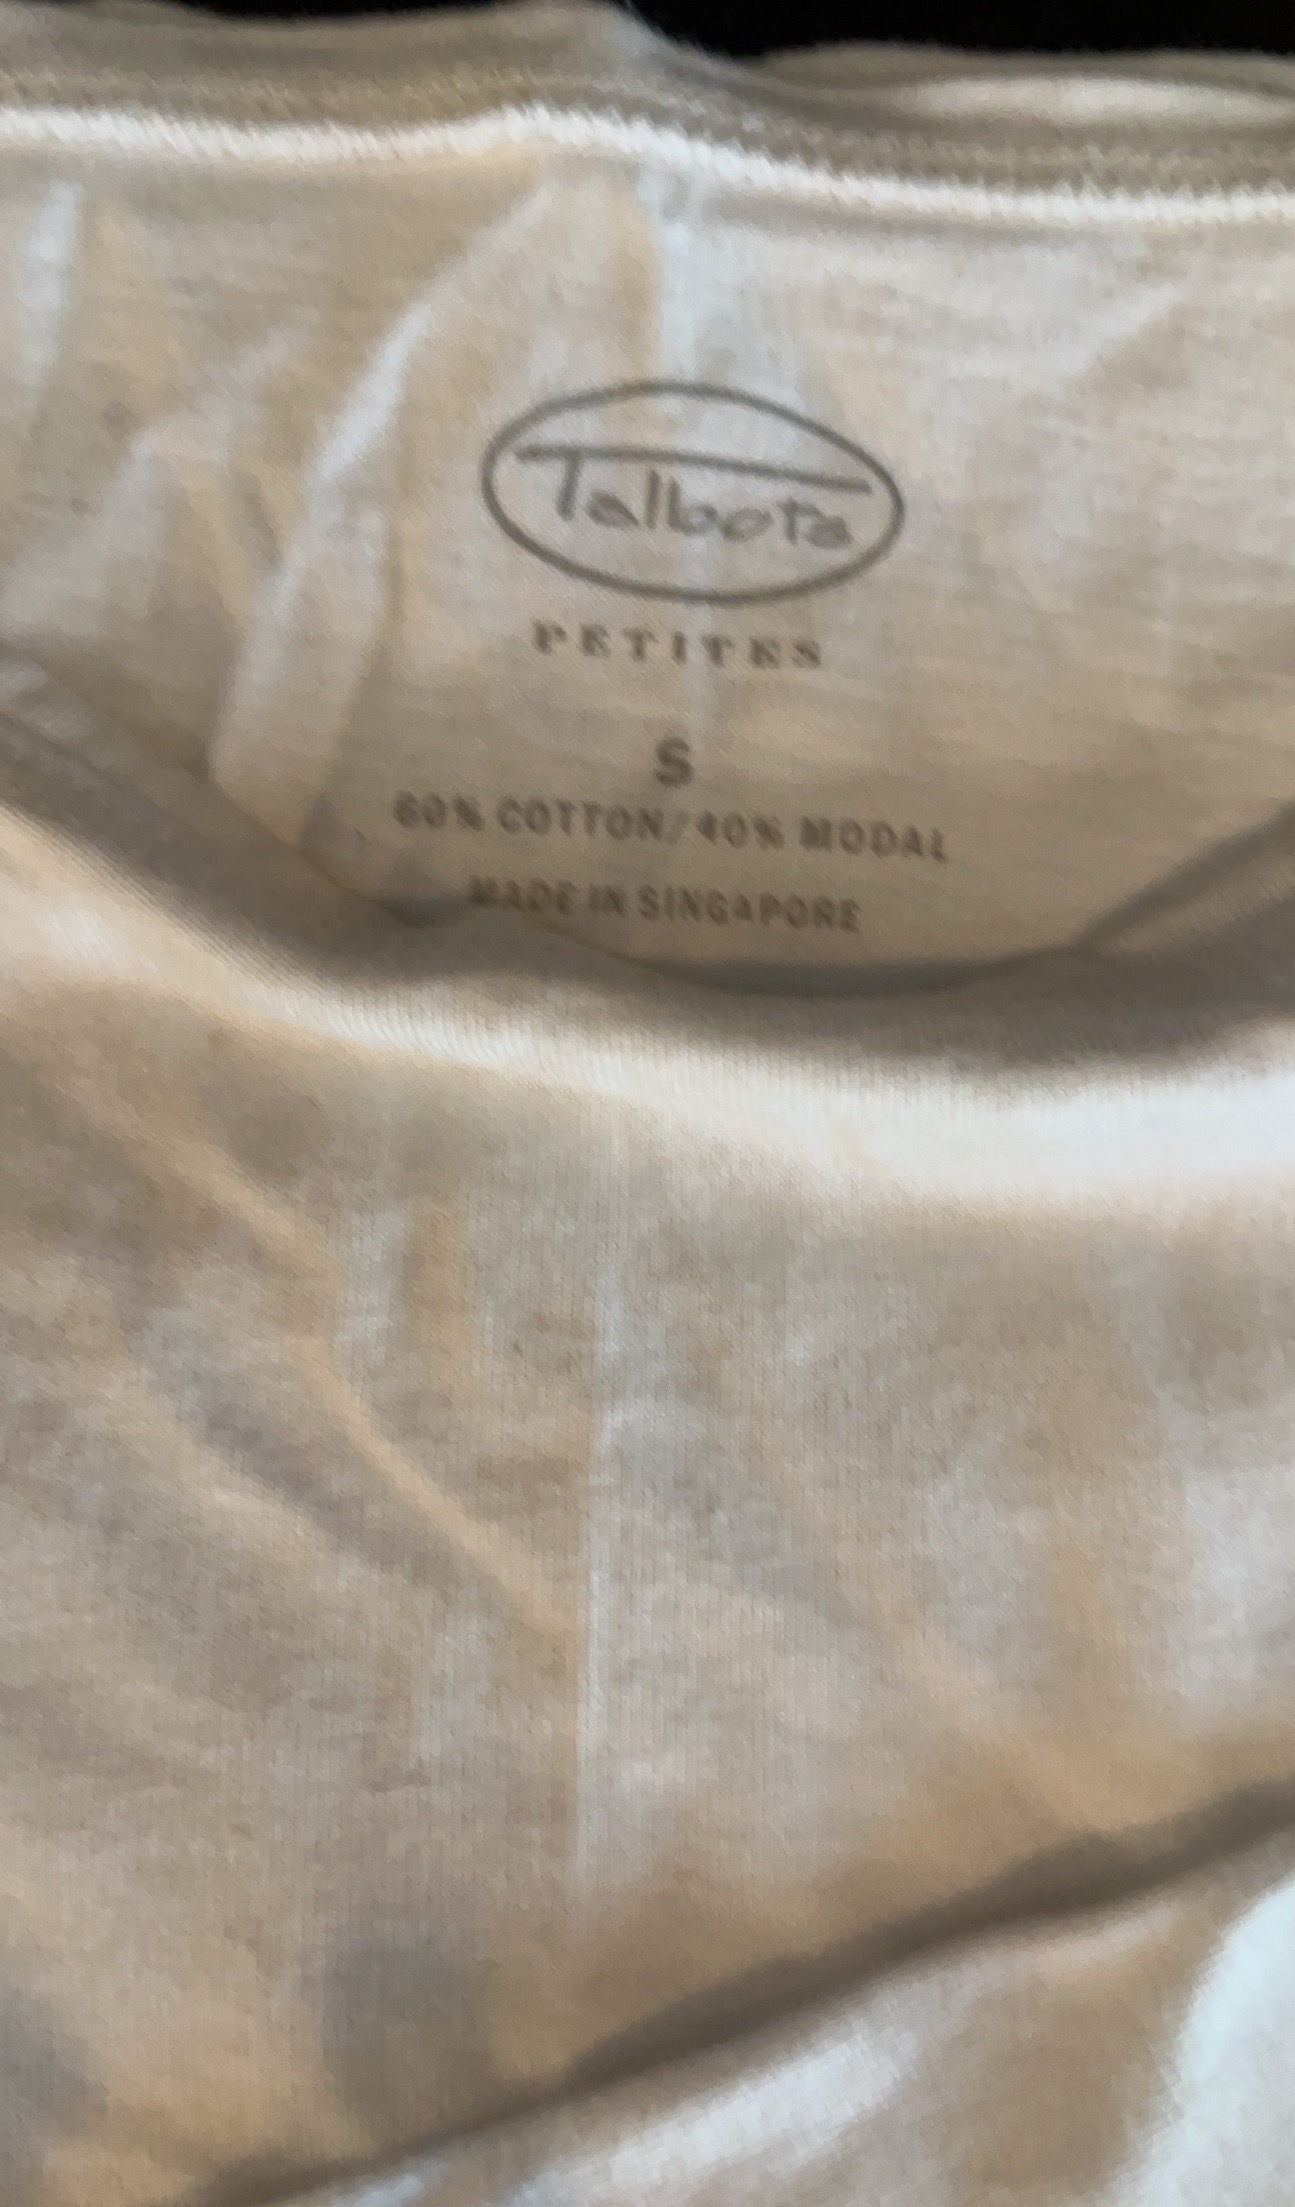 Talbots
PETITES
S
60% COTTON/40% MODAL
MADE IN SINGAPORE